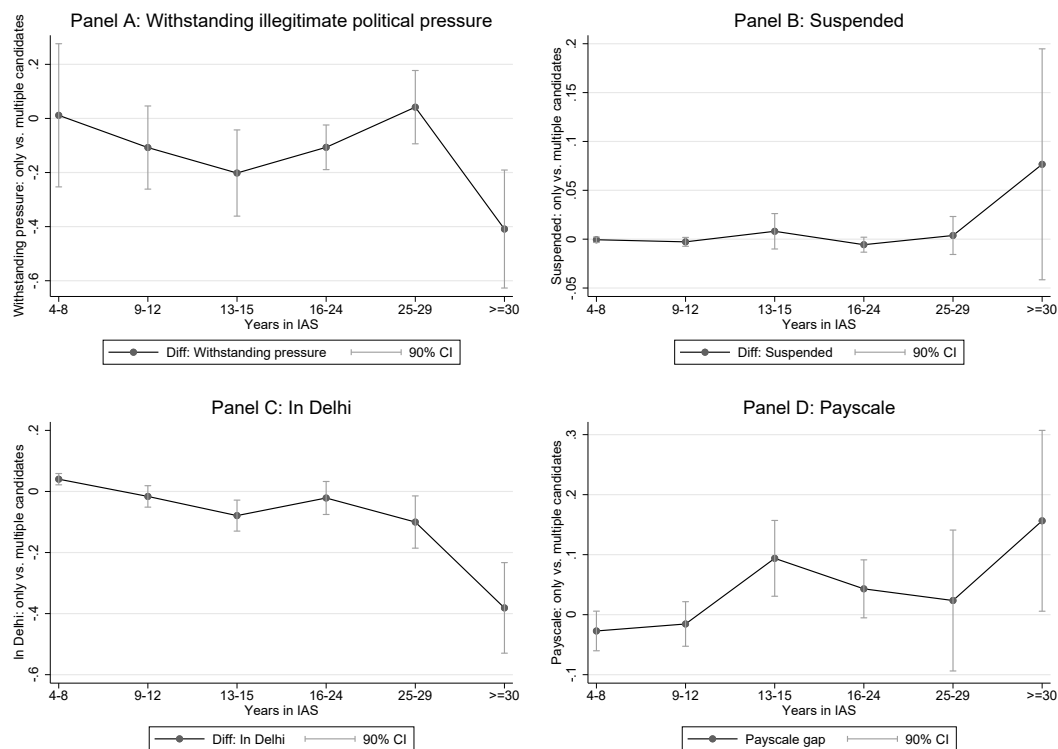 Panel A: Withstanding illegitimate political pressure
Withstanding pressure: only vs. multiple candidates
.2
0
-.2
-.4
-.6
4-8 9-12 13-15 16-24 25-29 >=30
Years in IAS
Diff: Withstanding pressure 90% CI
Panel B: Suspended
Suspended: only vs. multiple candidates
.2
.15
.1
.05
0
-.05
4-8 9-12 13-15 16-24 25-29 >=30
Years in IAS
Diff: Suspended 90% CI
Panel C: In Delhi
In Delhi: only vs. multiple candidates
.2
0
-.2
-.4
-.6
4-8 9-12 13-15 16-24 25-29 >=30
Years in IAS
Diff: In Delhi 90% CI
Panel D: Payscale
Payscale: only vs. multiple candidates
.3
.2
.1
0
-.1
4-8 9-12 13-15 16-24 25-29 >=30
Years in IAS
Payscale gap 90% CI